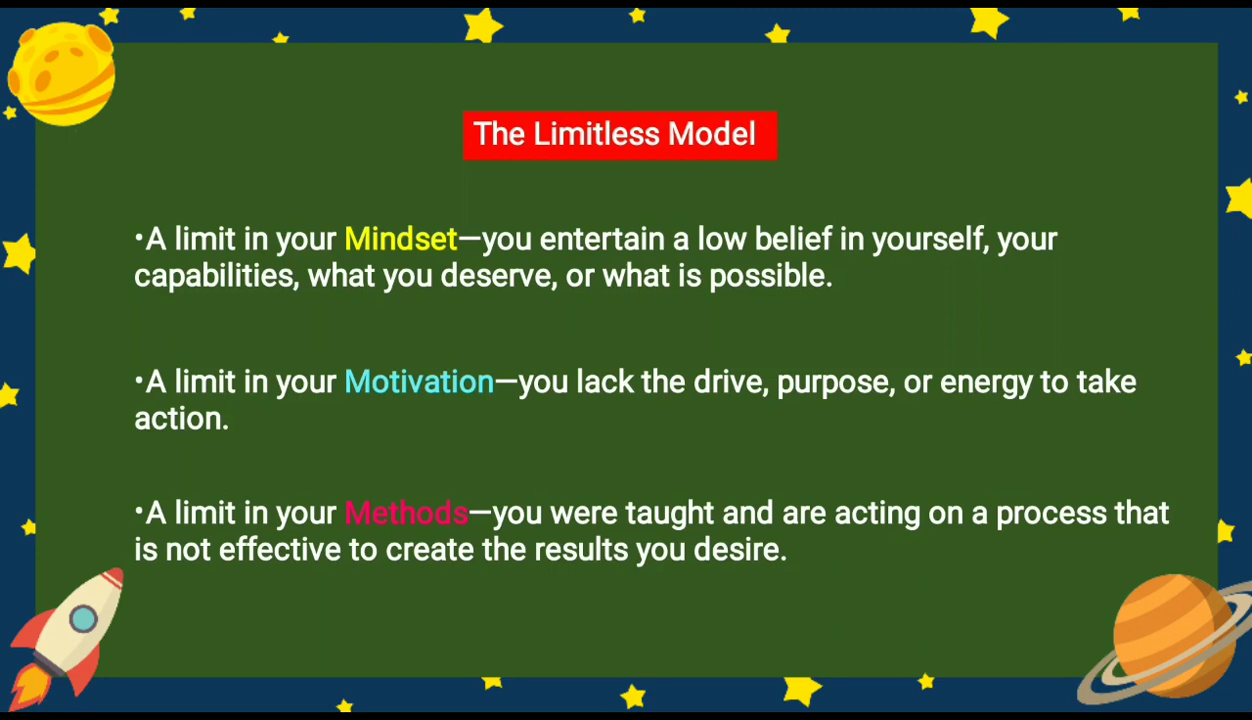 The Limitless Model
•A limit in your Mindset—you entertain a low belief in yourself, your
capabilities, what you deserve, or what is possible.
•A limit in your Motivation—you lack the drive, purpose, or energy to take
action.
•A limit in your Methods—you were taught and are acting on a process that
is not effective to create the results you desire.